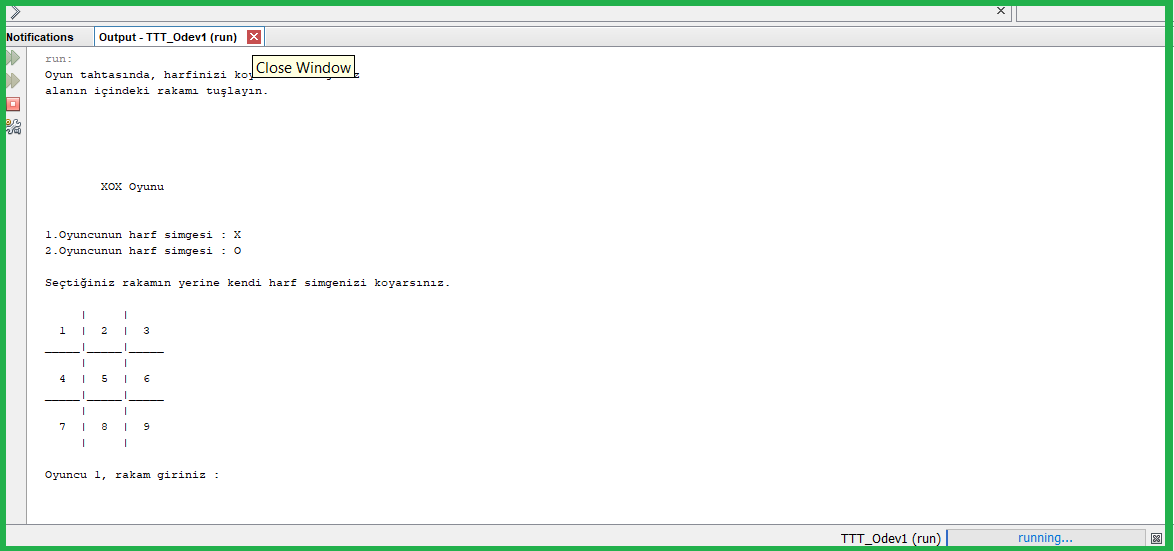 Notifications
Output - TTT_Odev1 (run)
run:
Close Window
Oyun tahtasında, harfinizi
alanın içindeki rakamı tuşlayın.
XOX Oyunu
1.Oyuncunun harf simgesi : X
2.Oyuncunun harf simgesi : O
Seçtiğiniz rakamın yerine kendi harf simgenizi koyarsınız.
| |
1 | 2 | 3
_____|_____|_____
| |
4 | 5 | 6
_____|_____|_____
| |
7 | 8 | 9
| |
Oyuncu 1, rakam giriniz :
TTT_Odev1 (run)
running...